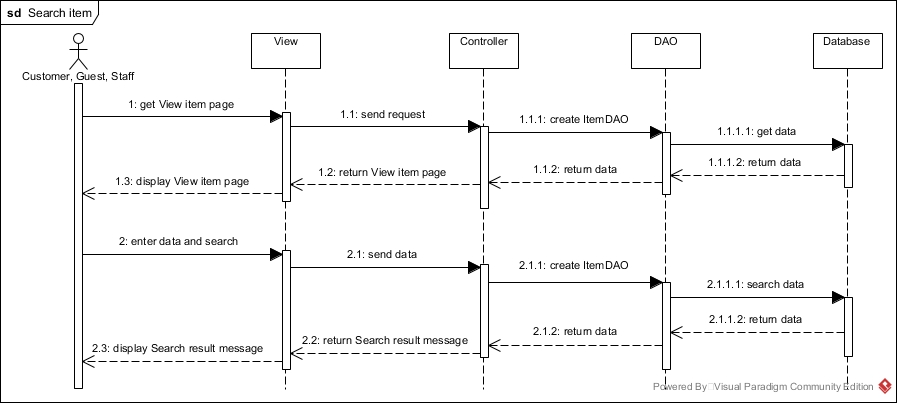 sd Search item
View
Controller
DAO
Database
Customer, Guest, Staff
1: get View item page
1.1: send request
1.1.1: create ItemDAO
1.1.1.1: get data
1.1.1.2: return data
1.1.2: return data
1.2: return View item page
1.3: display View item page
2: enter data and search
2.1: send data
2.1.1: create ItemDAO
2.1.1.1: search data
2.1.1.2: return data
2.1.2: return data
2.2: return Search result message
2.3: display Search result message
Powered By Visual Paradigm Community Edition